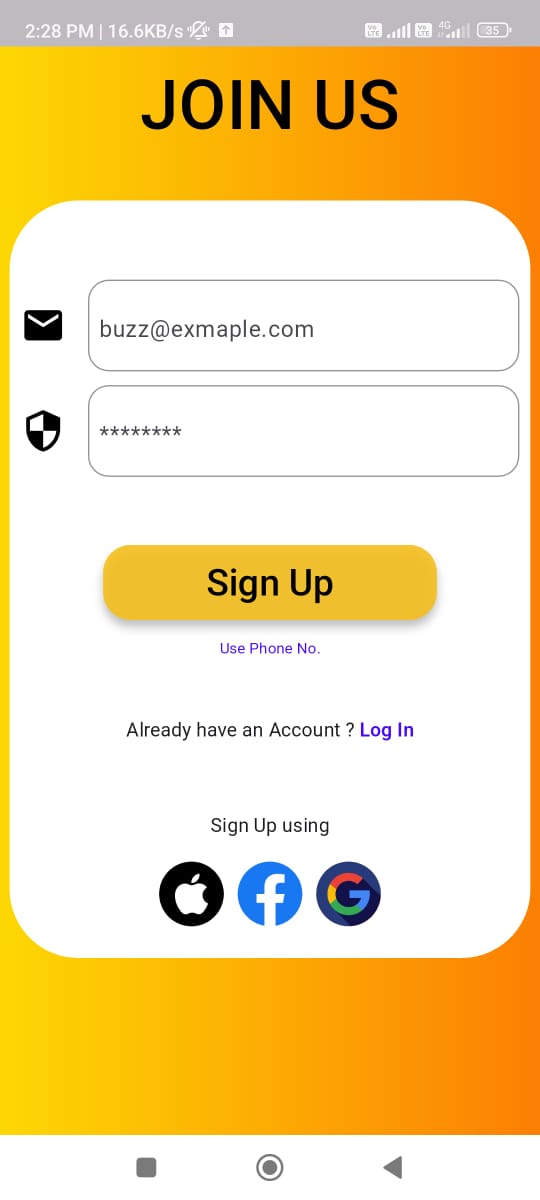 2:28 PM | 16.6KB/s
Vo LTE Vo LTE 4G 35
JOIN US
buzz@exmaple.com
********
Sign Up
Use Phone No.
Already have an Account ? Log In
Sign Up using